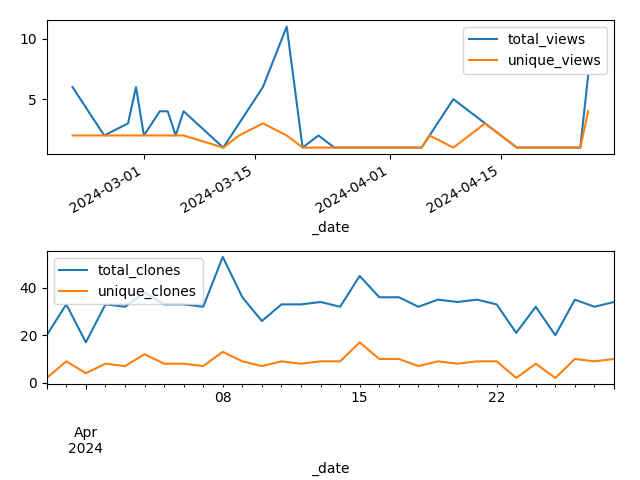 10
total_views
unique_views
5
2024-03-01
2024-03-15
2024-04-01
2024-04-15
_date
total_clones
unique_clones
40
20
0
08
15
22
Apr
2024
_date